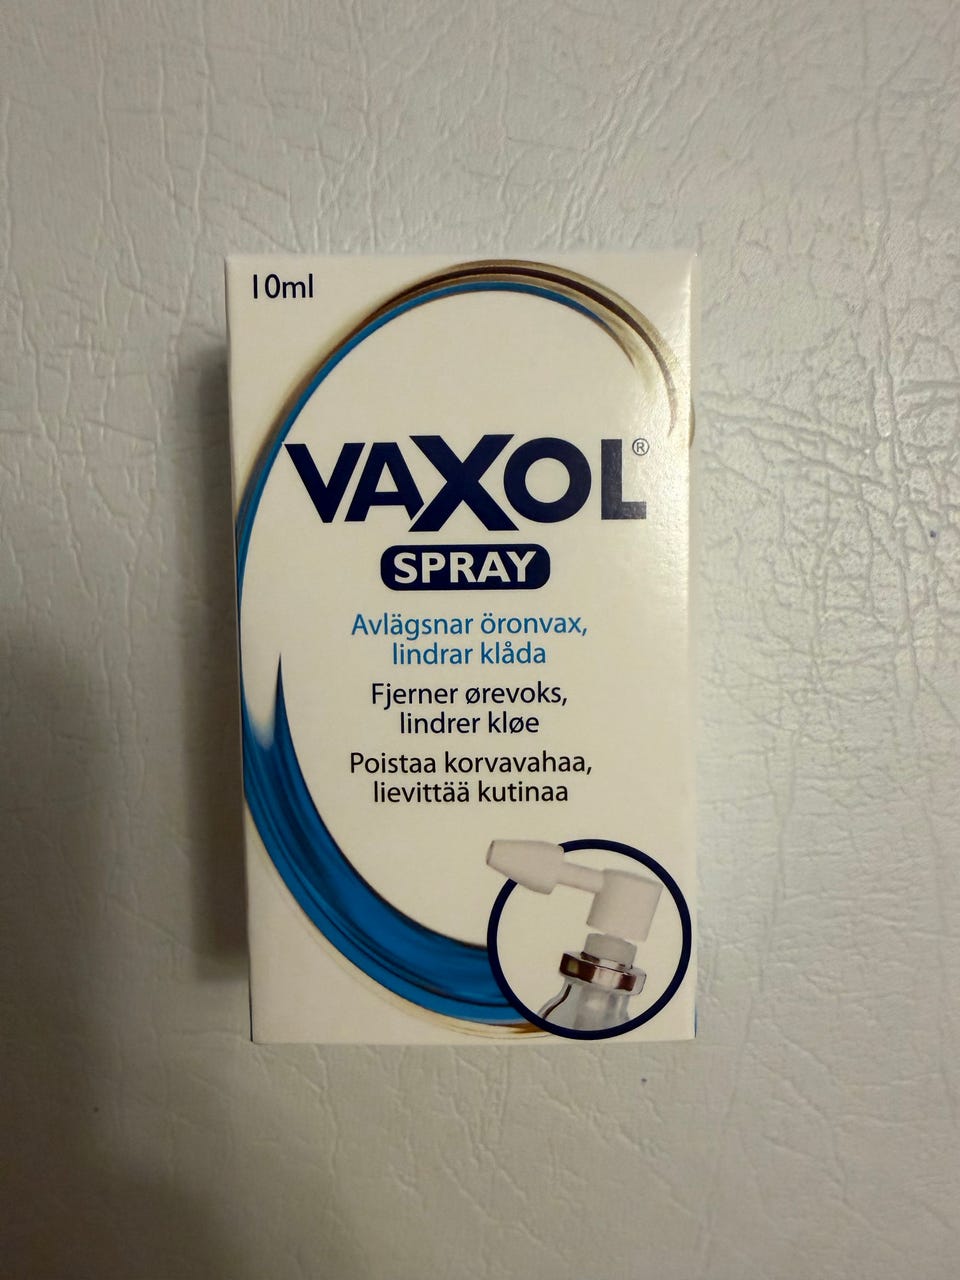 10ml
VAXOL®
SPRAY
Avlägsnar öronvax,
lindrar klåda
Fjerner ørevoks,
lindrer kløe
Poistaa korvavahaa,
lievittää kutinaa